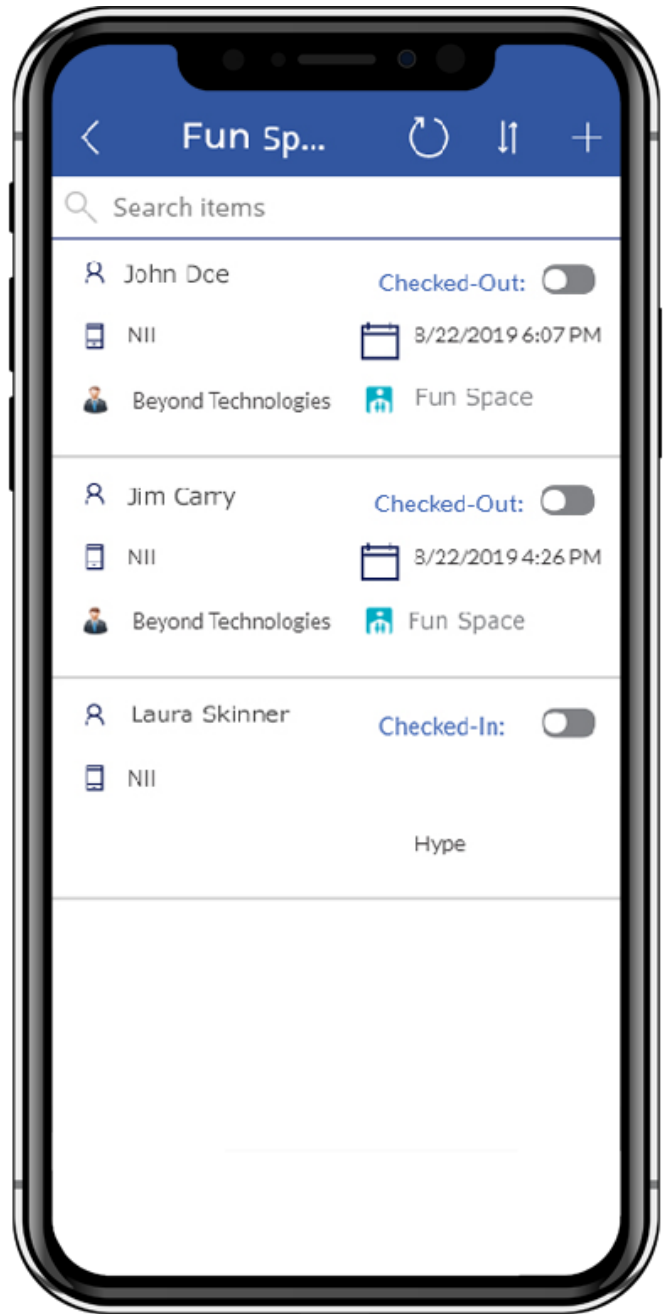 Fun Sp...
Search items
John Doe Checked-Out:
NII 8/22/2019 6:07 PM
Beyond Technologies Fun Space
Jim Carry Checked-Out:
NII 8/22/2019 4:26 PM
Beyond Technologies Fun Space
Laura Skinner Checked-In:
NII
Hype